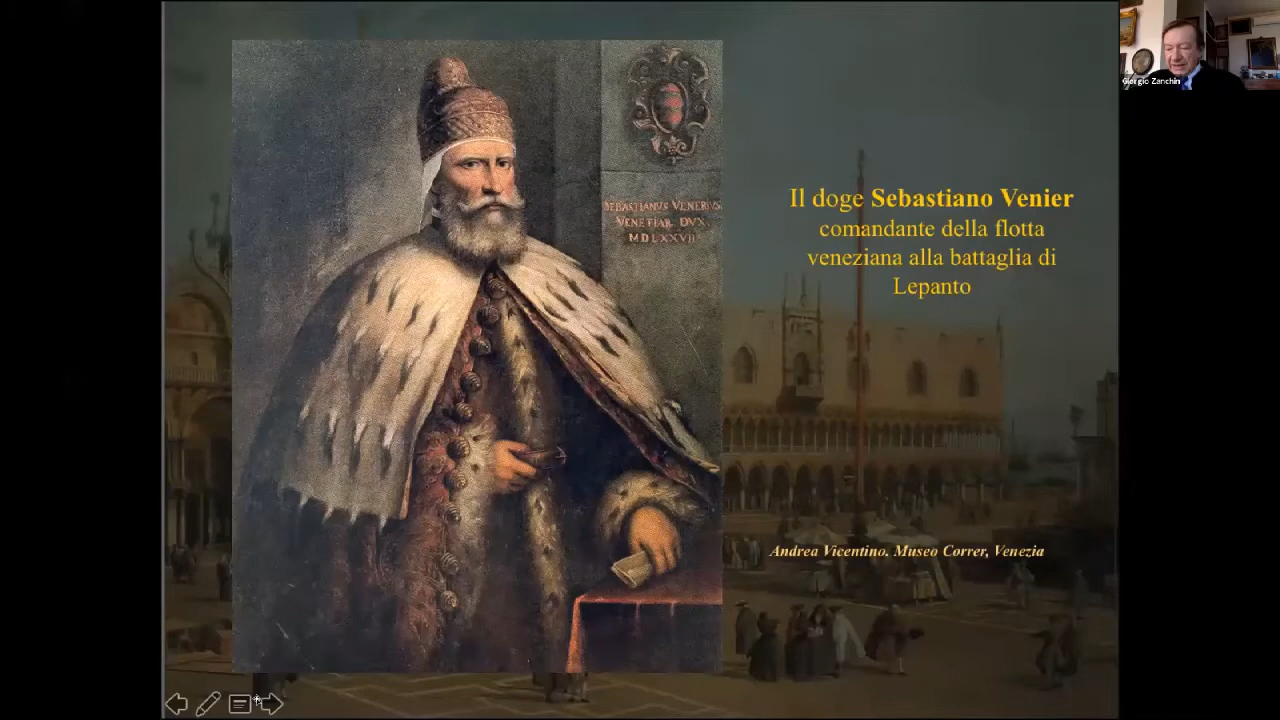 SEBASTIANUS VENERIUS
VENETIAR. DVX.
MDLXXVII
Il doge Sebastiano Venier
comandante della flotta
veneziana alla battaglia di
Lepanto
Andrea Vicentino. Museo Correr, Venezia
Giorgio Zanchin